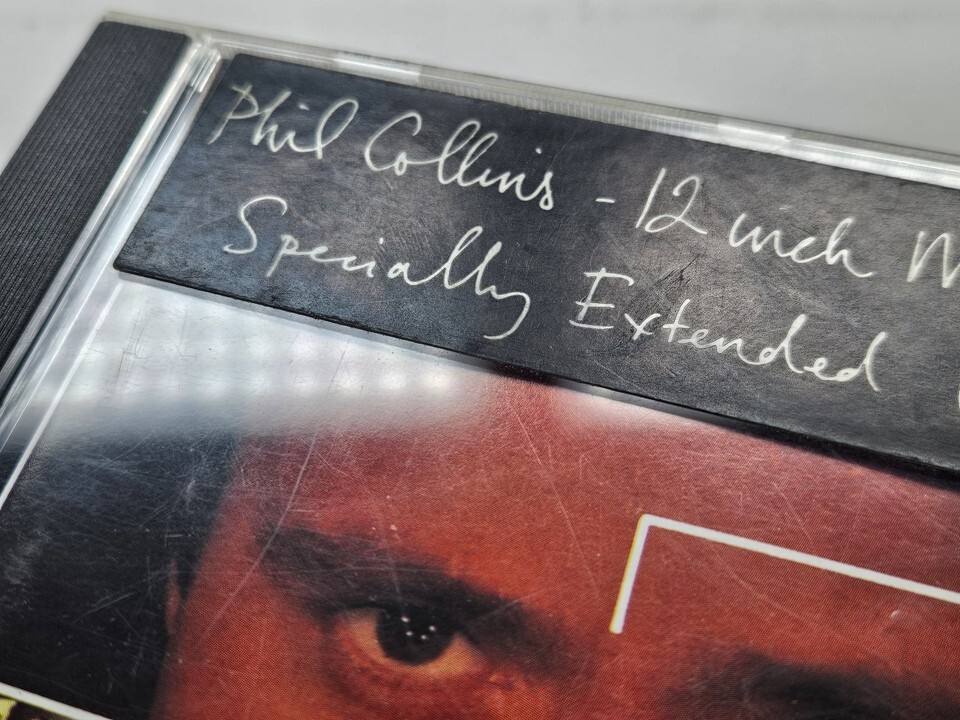 Phil Collins - 12 inch
Specially Extended